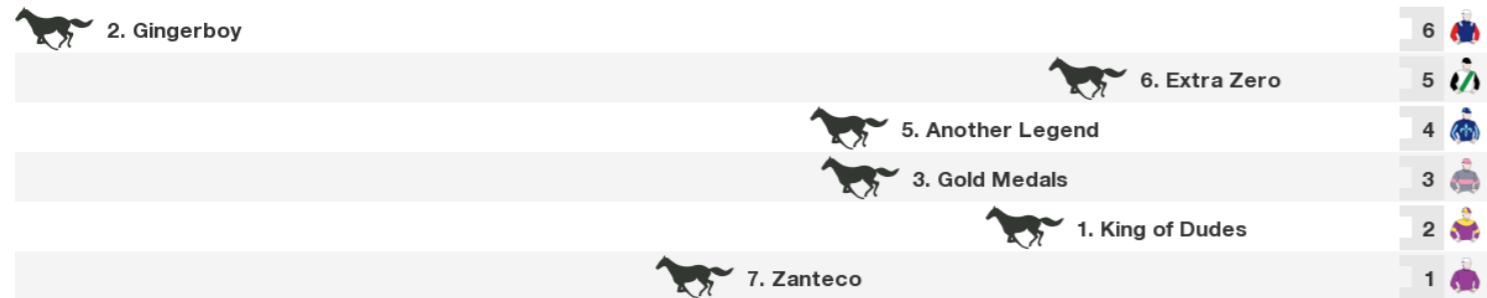 2. Gingerboy 6
6. Extra Zero 5
5. Another Legend 4
3. Gold Medals 3
1. King of Dudes 2
7. Zanteco 1